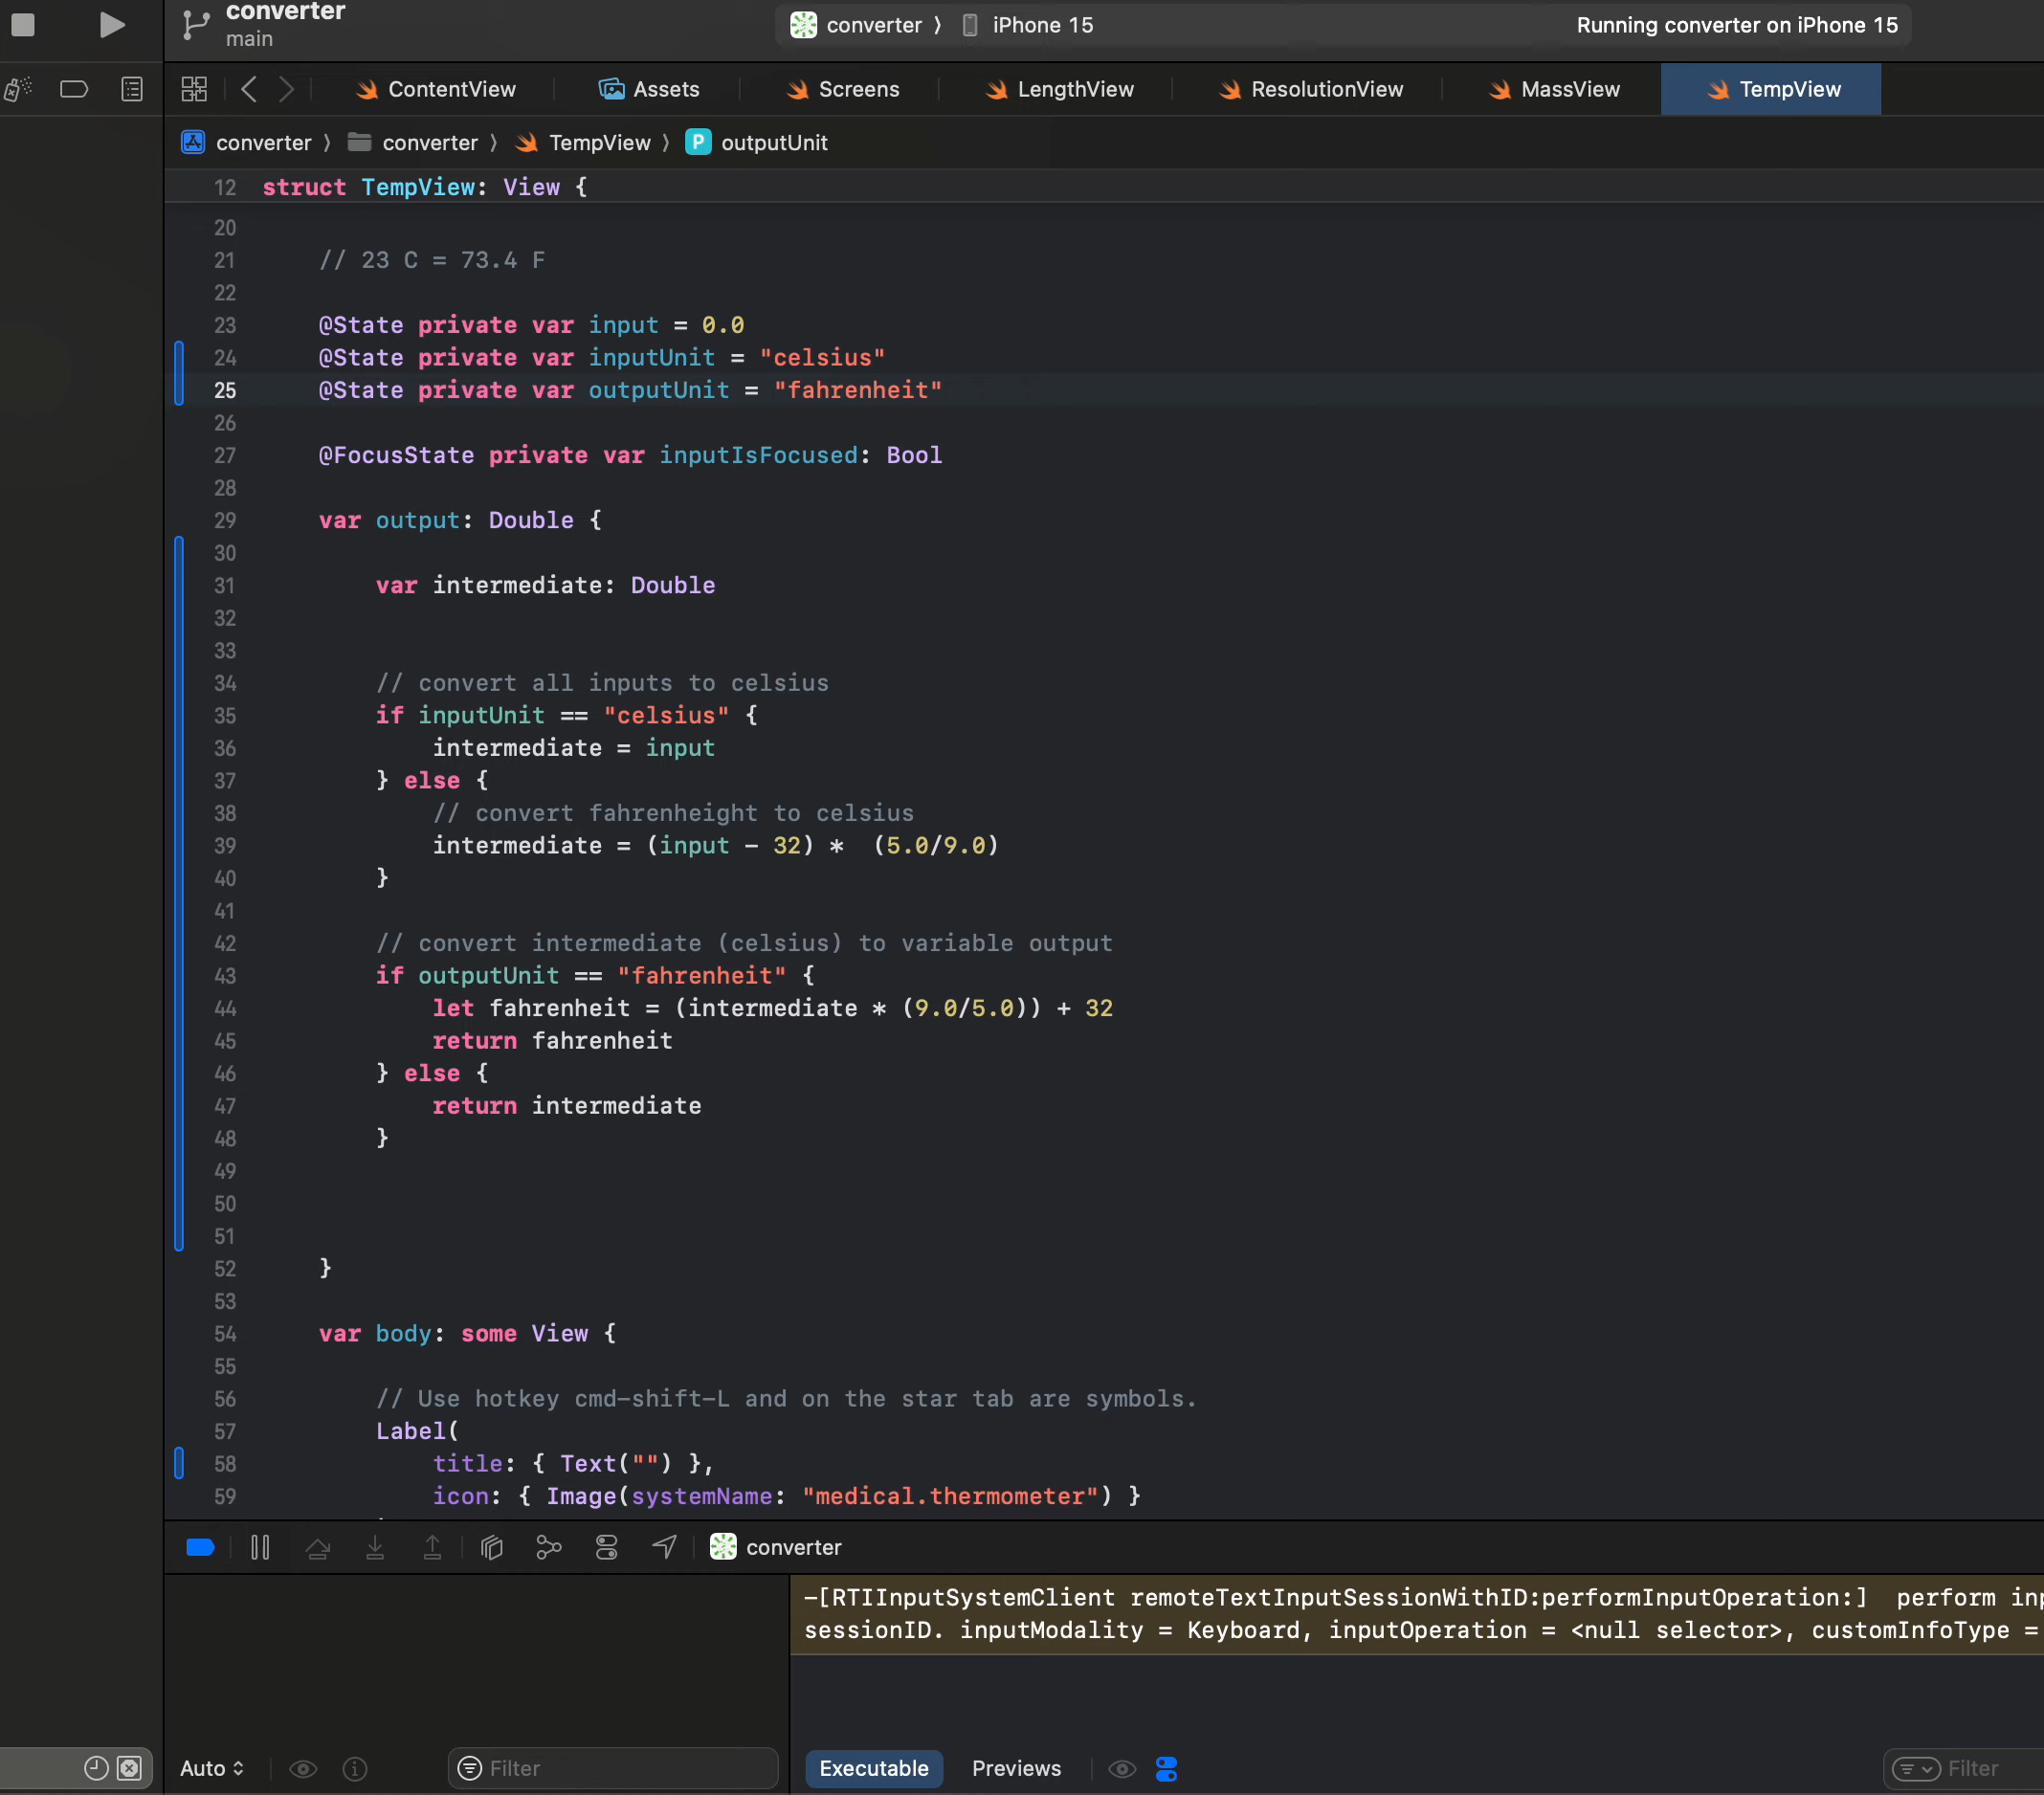 converter
main
converter 〉 iPhone 15
Running converter on iPhone 15
ContentView
Assets
Screens
LengthView
ResolutionView
MassView
TempView
converter 〉 converter 〉 TempView 〉 P outputUnit
12 struct TempView: View {
20
21 // 23 C = 73.4 F
22
23 @State private var input = 0.0
24 @State private var inputUnit = "celsius"
25 @State private var outputUnit = "fahrenheit"
26
27 @FocusState private var inputIsFocused: Bool
28
29 var output: Double {
30
31 var intermediate: Double
32
33
34 // convert all inputs to celsius
35 if inputUnit == "celsius" {
36 intermediate = input
37 } else {
38 // convert fahrenheight to celsius
39 intermediate = (input - 32) *  (5.0/9.0)
40 }
41
42 // convert intermediate (celsius) to variable output
43 if outputUnit == "fahrenheit" {
44 let fahrenheit = (intermediate * (9.0/5.0)) + 32
45 return fahrenheit
46 } else {
47 return intermediate
48 }
49
50
51
52 }
53
54 var body: some View {
55
56 // Use hotkey cmd-shift-L and on the star tab are symbols.
57 Label(
58 title: { Text("") },
59 icon: { Image(systemName: "medical.thermometer") }
converter
-[RTIInputSystemClient remoteTextInputSessionWithID:performInputOperation:]  perform inp
sessionID. inputModality = Keyboard, inputOperation = <null selector>, customInfoType =
Auto
Filter
Executable
Previews
Filter